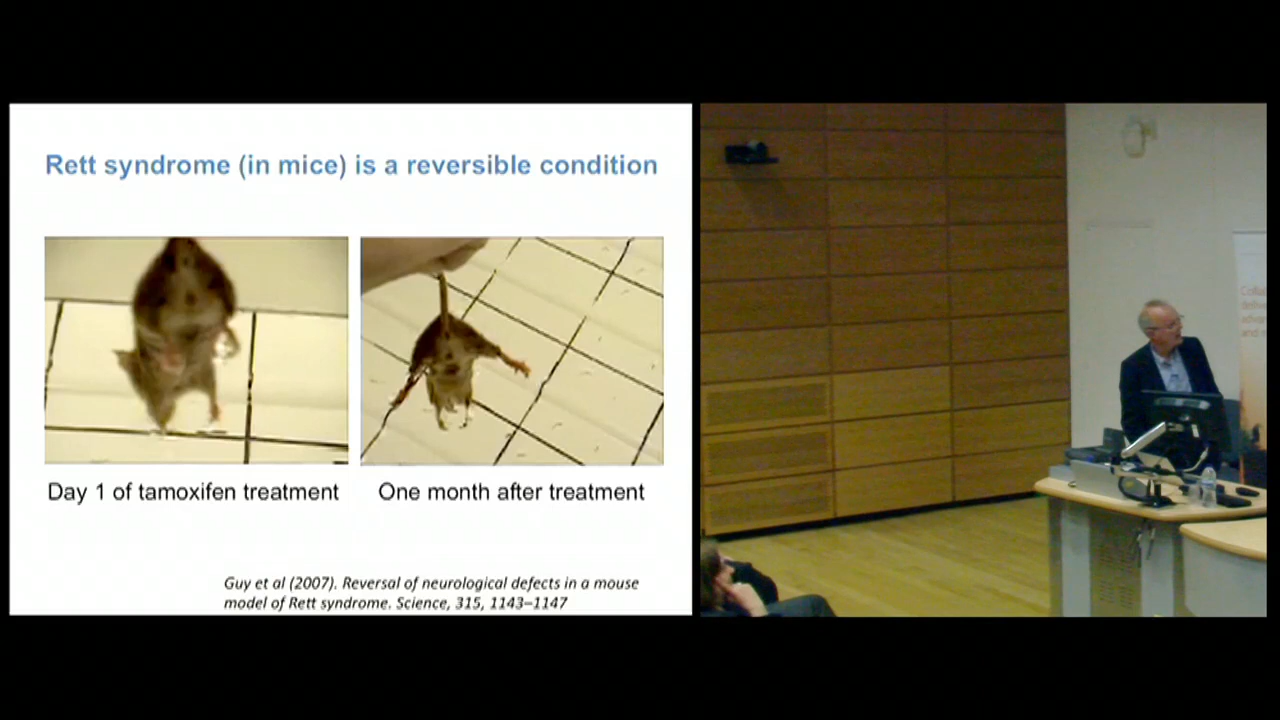 Rett syndrome (in mice) is a reversible condition
Day 1 of tamoxifen treatment
One month after treatment
Guy et al (2007). Reversal of neurological defects in a mouse
model of Rett syndrome. Science, 315, 1143–1147